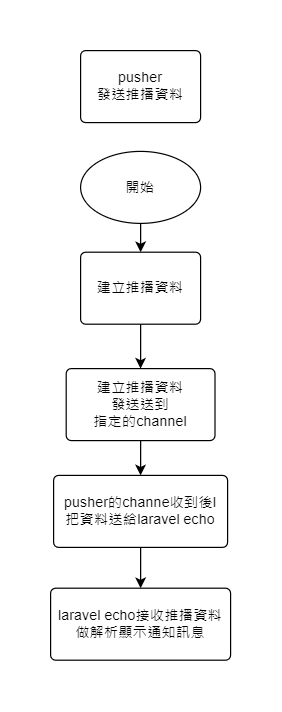 pusher
發送推播資料
開始
建立推播資料
建立推播資料
發送送到
指定的channel
pusher的channe收到後l
把資料送給laravel echo
laravel echo接收推播資料
做解析顯示通知訊息